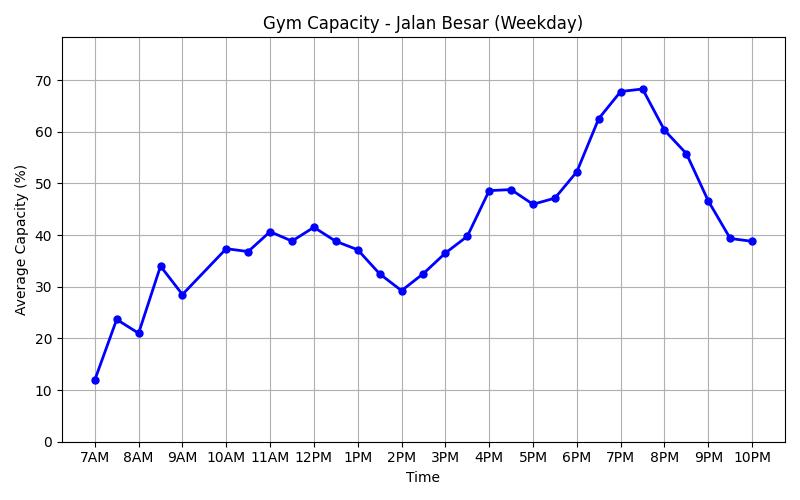 Gym Capacity - Jalan Besar (Weekday)
Average Capacity (%)
70
60
50
40
30
20
10
0
7AM 8AM 9AM 10AM 11AM 12PM 1PM 2PM 3PM 4PM 5PM 6PM 7PM 8PM 9PM 10PM
Time